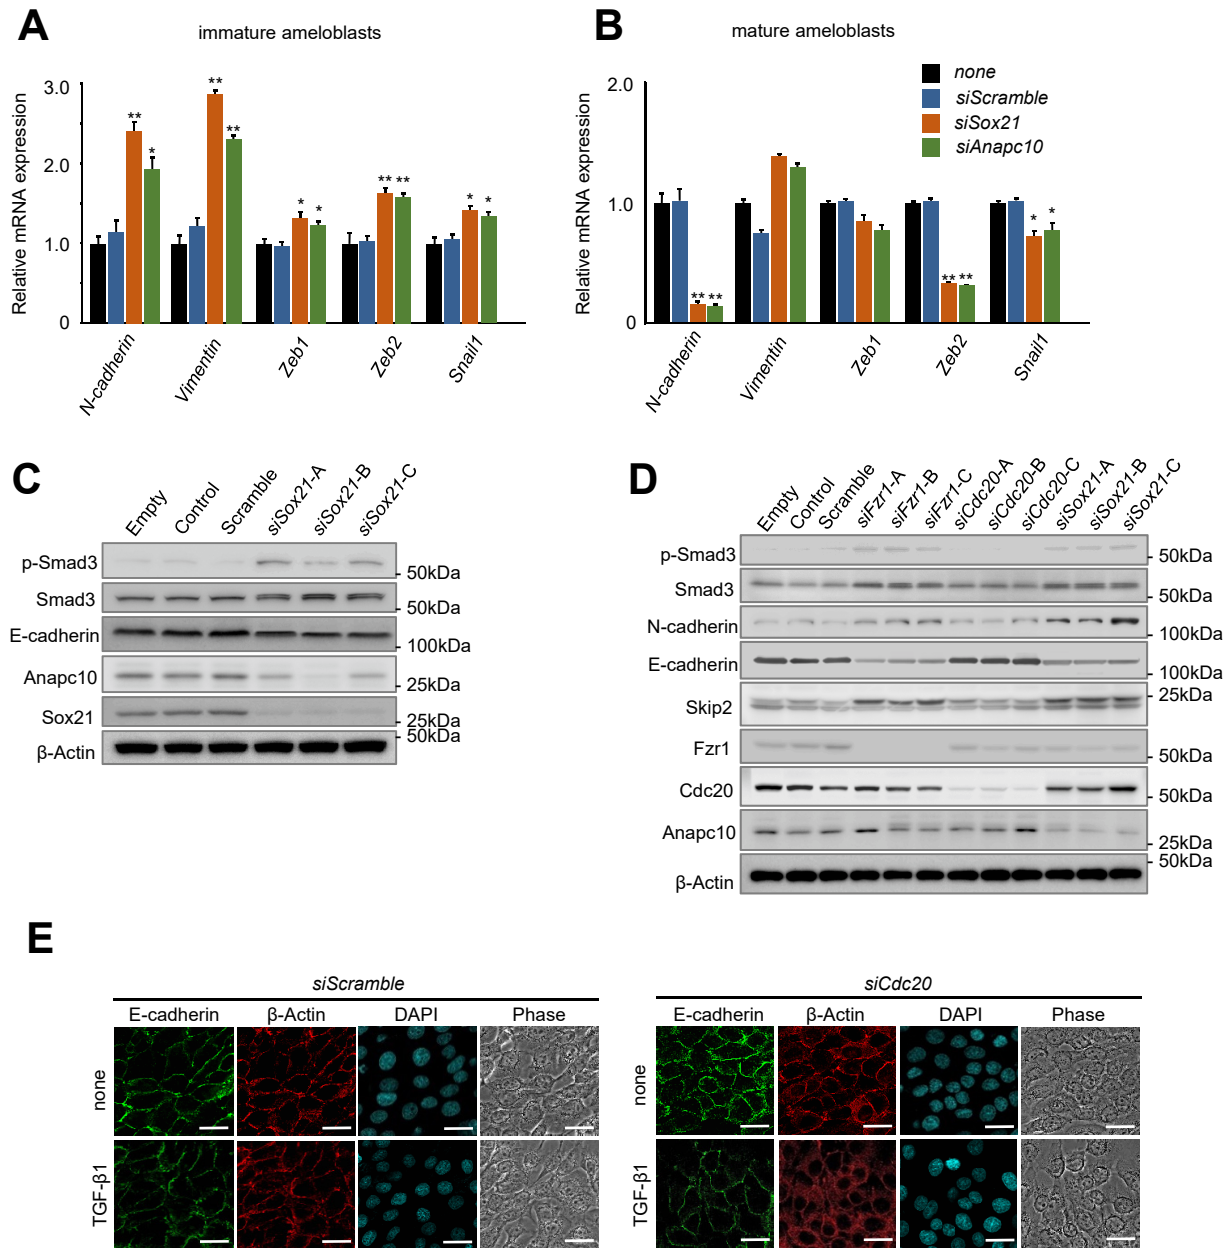 A
immature ameloblasts
Relative mRNA expression
3.0
2.0
1.0
0
** * ** ** * * ** ** * *
N-cadherin Vimentin Zeb1 Zeb2 Snail1
B
mature ameloblasts
Relative mRNA expression
2.0
1.0
0
none
siScramble
siSox21
siAnapc10
** ** ** ** * *
N-cadherin Vimentin Zeb1 Zeb2 Snail1
C
Empty Control Scramble siSox21-A siSox21-B siSox21-C
p-Smad3 50kDa
Smad3 50kDa
E-cadherin 100kDa
Anapc10 25kDa
Sox21 25kDa
β-Actin 50kDa
D
Empty Control Scramble siFzr1-A siFzr1-B siFzr1-C siCdc20-A siCdc20-B siCdc20-C siSox21-A siSox21-B siSox21-C
p-Smad3 50kDa
Smad3 50kDa
N-cadherin 100kDa
E-cadherin 100kDa
Skip2 25kDa
Fzr1 50kDa
Cdc20 50kDa
Anapc10 25kDa
β-Actin 50kDa
E
siScramble
E-cadherin β-Actin DAPI Phase
none
TGF-β1
siCdc20
E-cadherin β-Actin DAPI Phase
none
TGF-β1